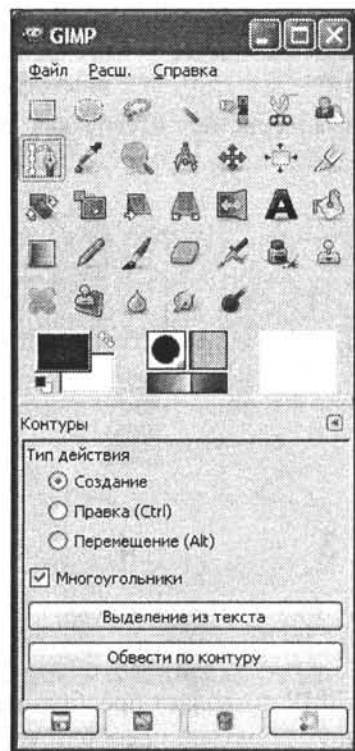 GIMP
Файл Расш. Справка
A
Контуры
Тип действия
Создание
Правка (Ctrl)
Перемещение (Alt)
Многоугольники
Выделение из текста
Обвести по контуру